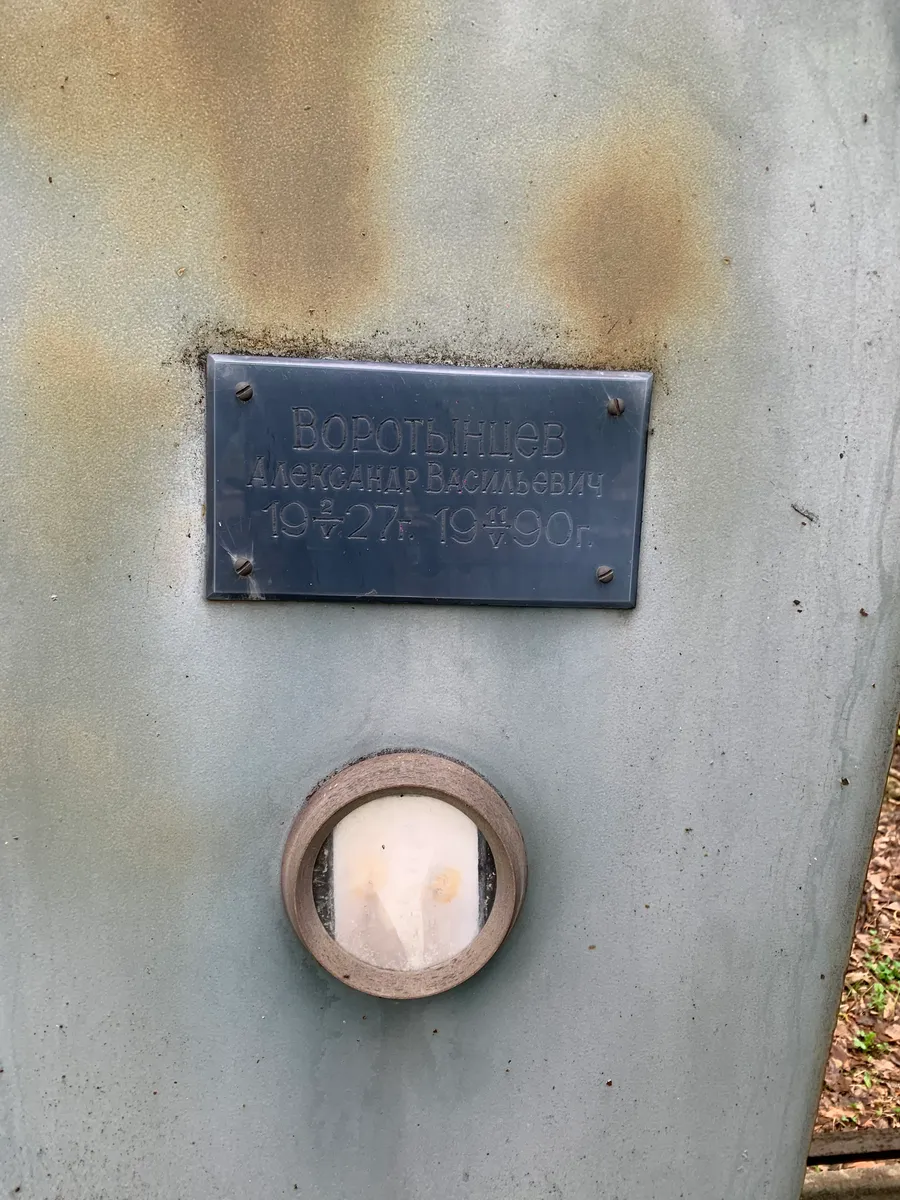 Воротынцев
Александр Васильевич
19 2/V 27г. 19 11/V 90г.